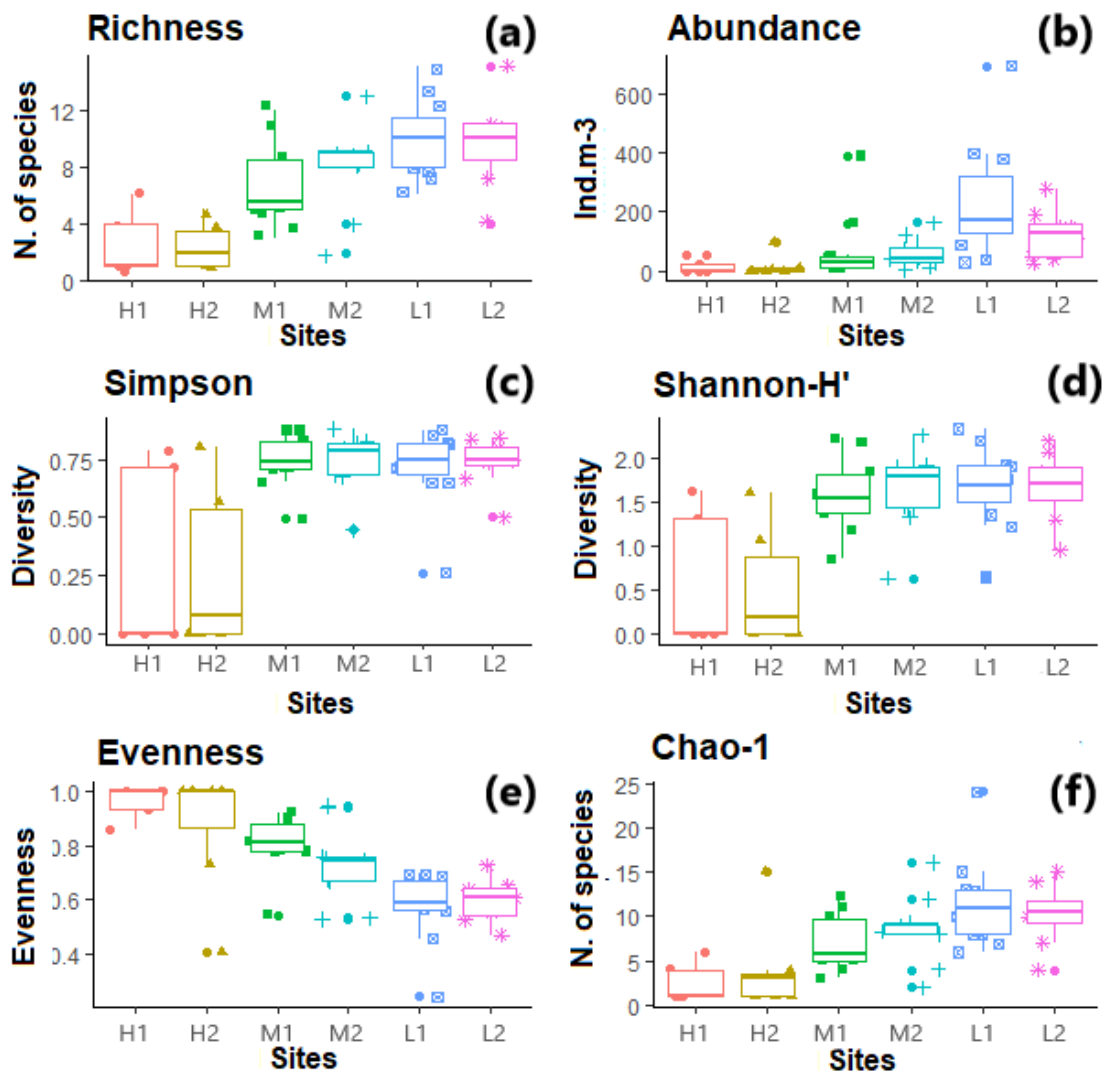 Richness (a)
N. of species
12
8
4
0
H1 H2 M1 M2 L1 L2
Sites
Abundance (b)
Ind.m-3
600
400
200
0
H1 H2 M1 M2 L1 L2
Sites
Simpson (c)
Diversity
0.75
0.50
0.25
0.00
H1 H2 M1 M2 L1 L2
Sites
Shannon-H' (d)
Diversity
2.0
1.5
1.0
0.5
0.0
H1 H2 M1 M2 L1 L2
Sites
Evenness (e)
Evenness
1.0
0.8
0.6
0.4
H1 H2 M1 M2 L1 L2
Sites
Chao-1 (f)
N. of species
25
20
15
10
5
0
H1 H2 M1 M2 L1 L2
Sites